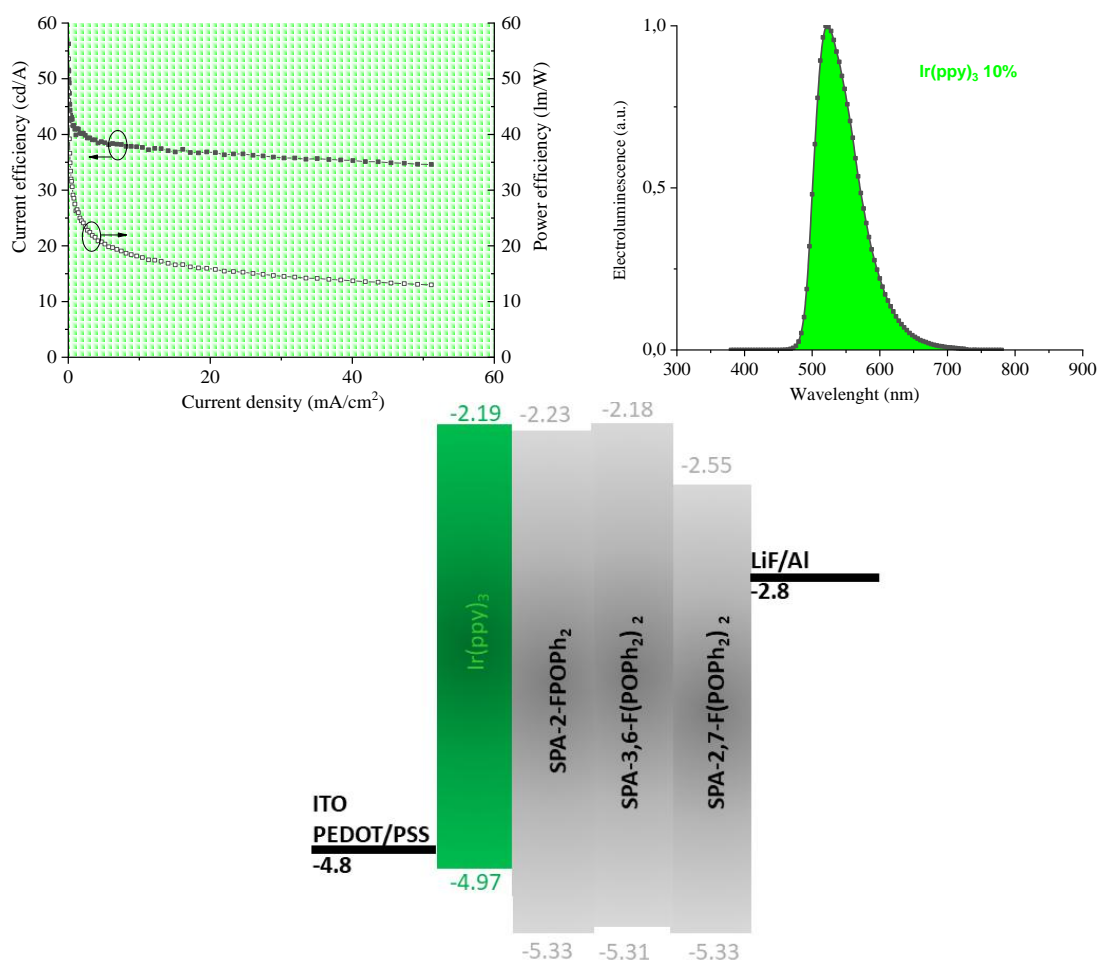 60
50
40
30
20
10
0
Current efficiency (cd/A)
0
20
40
60
Current density (mA/cm²)
60
50
40
30
20
10
0
Power efficiency (lm/W)
1,0
0,5
0,0
Electroluminescence (a.u.)
Ir(ppy)₃ 10%
300
400
500
600
700
800
900
Wavelenght (nm)
-2.19
-2.23
-2.18
-2.55
LiF/Al
-2.8
Ir(ppy)₃
SPA-2-FPOPh₂
SPA-3,6-F(POPh₂) ₂
SPA-2,7-F(POPh₂) ₂
ITO
PEDOT/PSS
-4.8
-4.97
-5.33
-5.31
-5.33